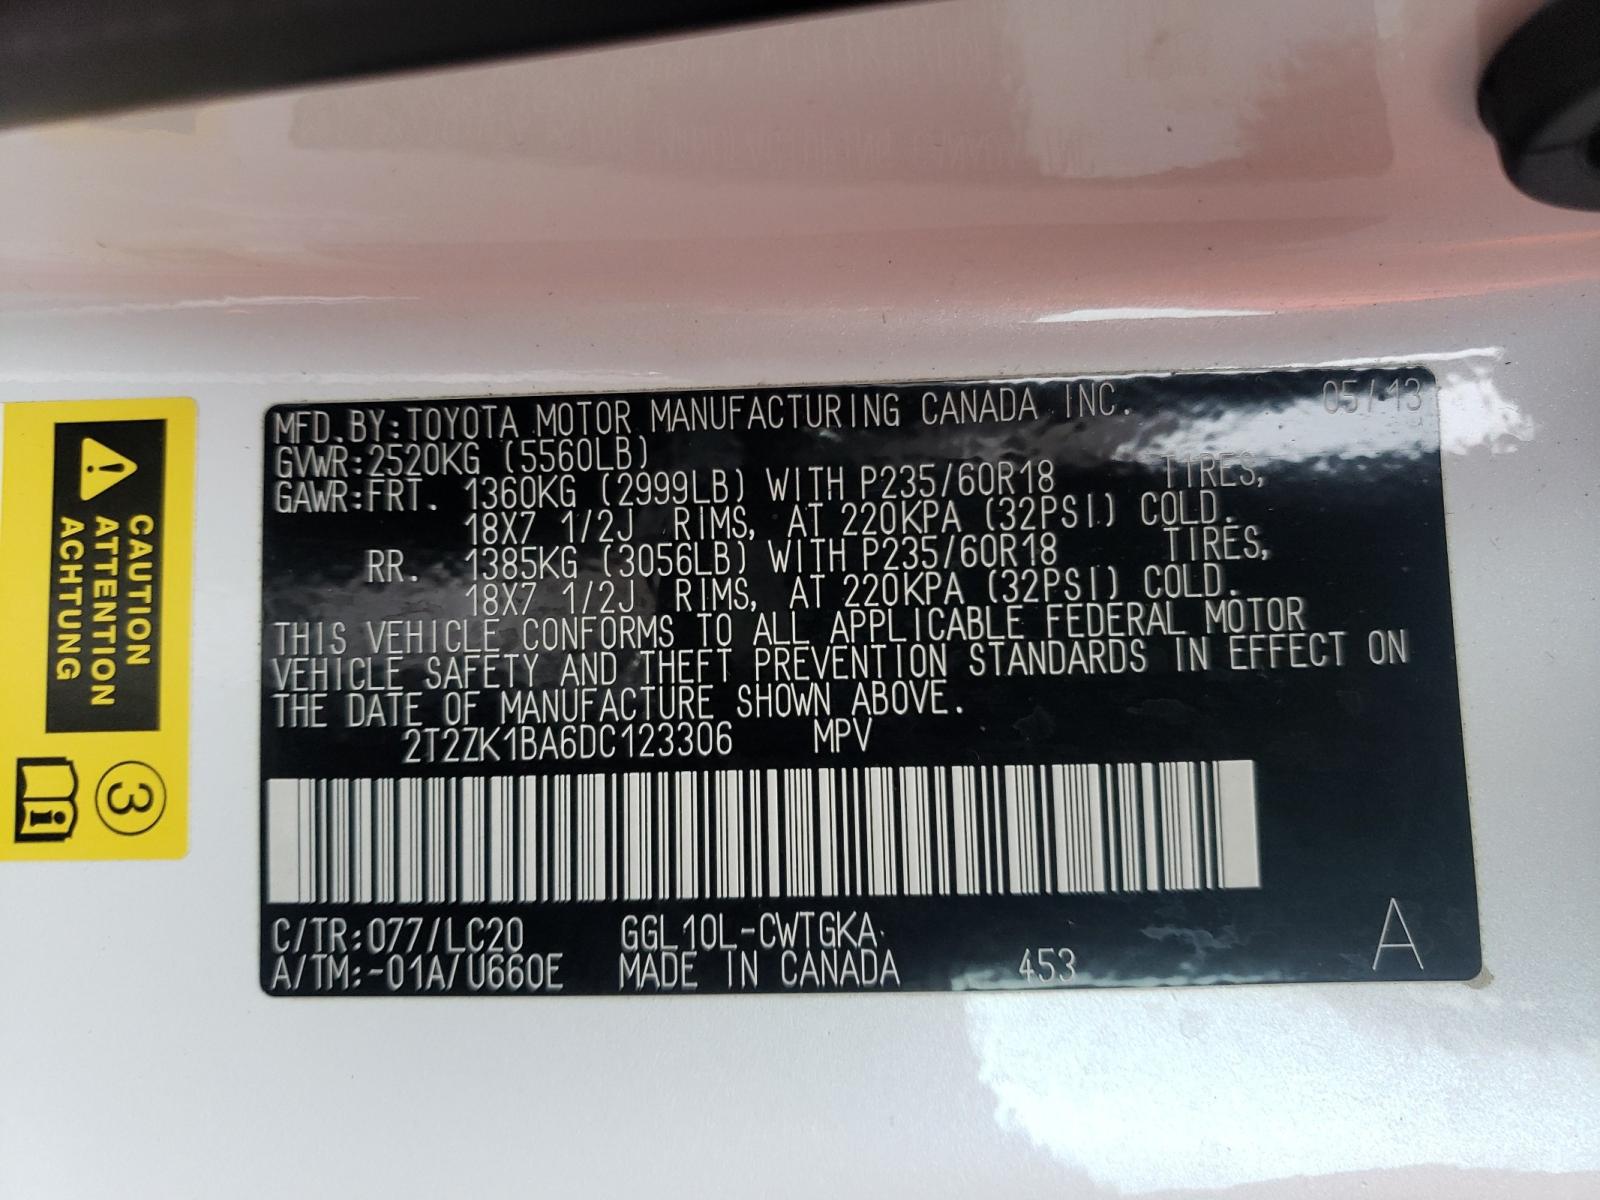 MFD.BY:TOYOTA MOTOR MANUFACTURING CANADA INC. 05/13
GVWR:2520KG (5560LB)
GAWR:FRT. 1360KG (2999LB) WITH P235/60R18 TIRES,
18X7 1/2J RIMS, AT 220KPA (32PSI) COLD.
RR. 1385KG (3056LB) WITH P235/60R18 TIRES,
18X7 1/2J RIMS, AT 220KPA (32PSI) COLD.
THIS VEHICLE CONFORMS TO ALL APPLICABLE FEDERAL MOTOR
VEHICLE SAFETY AND THEFT PREVENTION STANDARDS IN EFFECT ON
THE DATE OF MANUFACTURE SHOWN ABOVE.
2T2ZK1BA6DC123306 MPV
C/TR:077/LC20 GGL10L-CWTGKA
A/TM:-01A/U660E MADE IN CANADA 453 A
CAUTION
ATTENTION
ACHTUNG
3
i